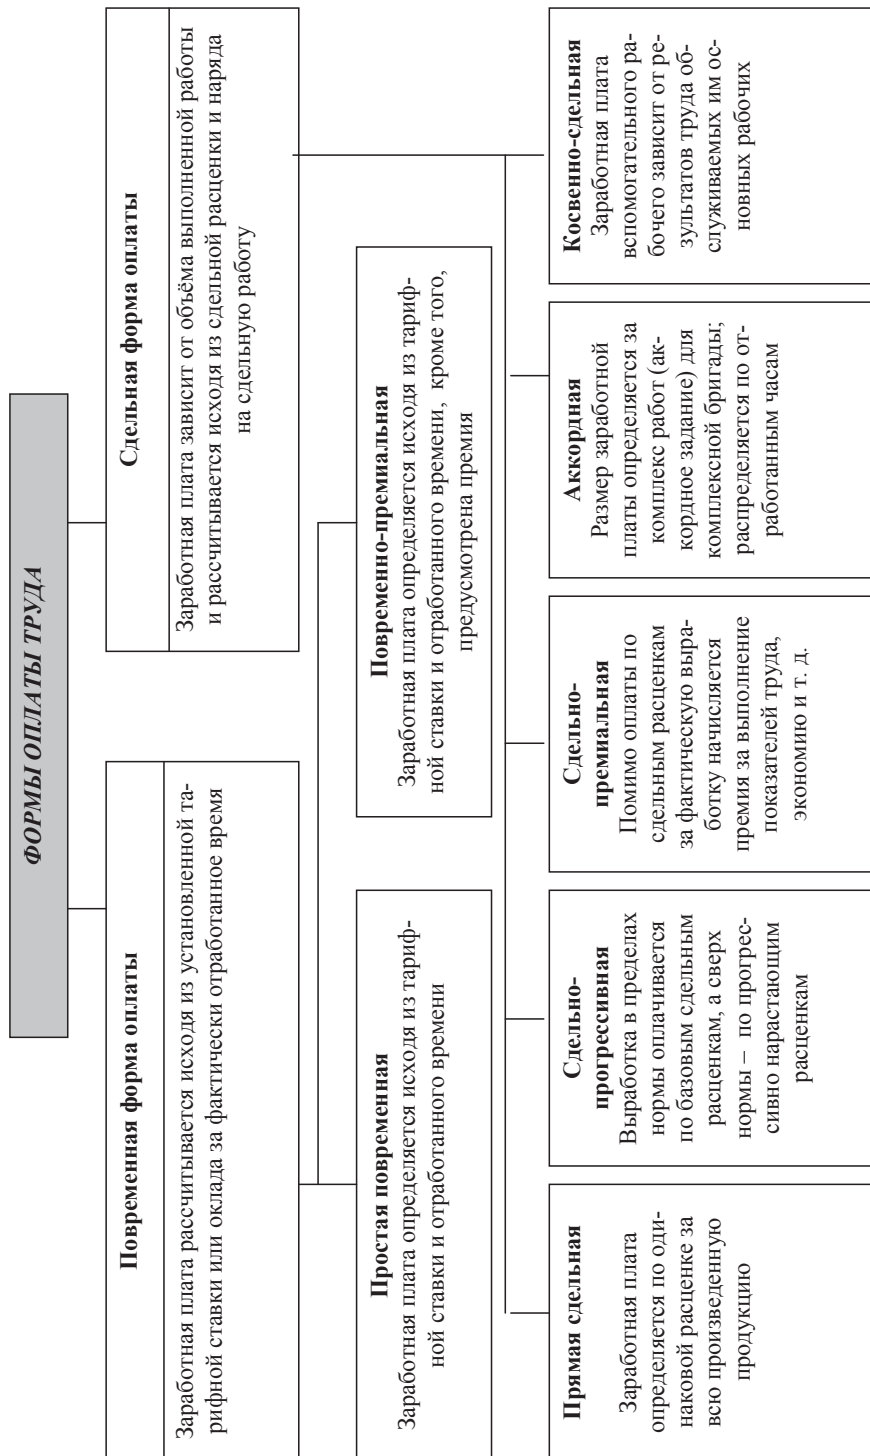 ФОРМЫ ОПЛАТЫ ТРУДА
Повременная форма оплаты
Заработная плата рассчитывается исходя из установленной та-
рифной ставки или оклада за фактически отработанное время
Сдельная форма оплаты
Заработная плата зависит от объёма выполненной работы
и рассчитывается исходя из сдельной расценки и наряда
на сдельную работу
Простая повременная
Заработная плата определяется исходя из тариф-
ной ставки и отработанного времени
Повременно-премиальная
Заработная плата определяется исходя из тариф-
ной ставки и отработанного времени, кроме того,
предусмотрена премия
Прямая сдельная
Заработная плата
определяется по оди-
наковой расценке за
всю произведенную
продукцию
Сдельно-
прогрессивная
Выработка в пределах
нормы оплачивается
по базовым сдельным
расценкам, а сверх
нормы – по прогрес-
сивно нарастающим
расценкам
Сдельно-
премиальная
Помимо оплаты по
сдельным расценкам
за фактическую выра-
ботку начисляется
премия за выполнение
показателей труда,
экономию и т. д.
Аккордная
Размер заработной
платы определяется за
комплекс работ (ак-
кордное задание) для
комплексной бригады;
распределяется по от-
работанным часам
Косвенно-сдельная
Заработная плата
вспомогательного ра-
бочего зависит от ре-
зультатов труда об-
служиваемых им ос-
новных рабочих